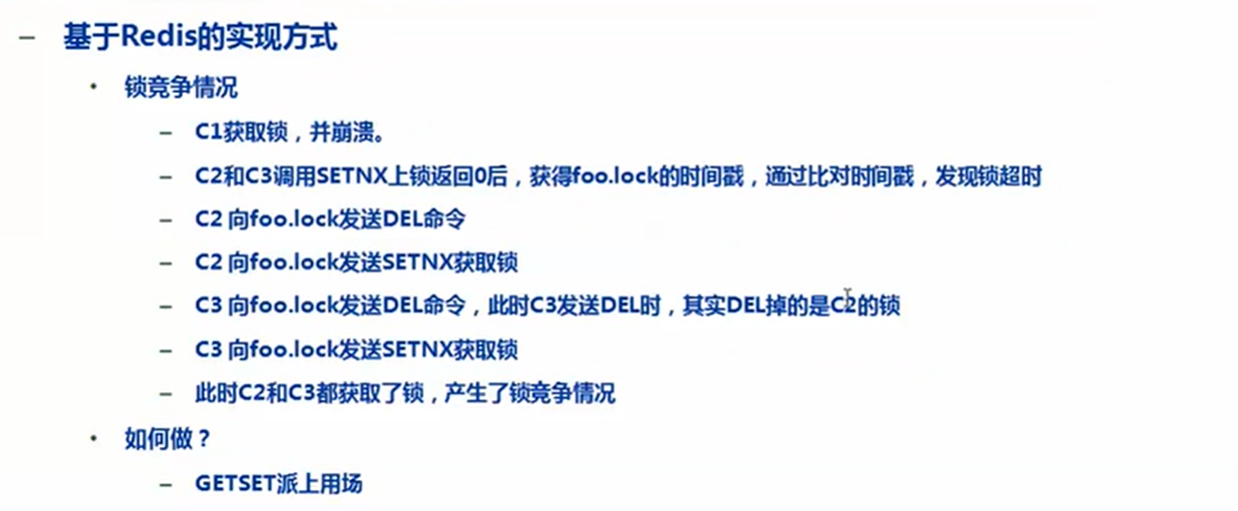 – 基于Redis的实现方式
• 锁竞争情况
– C1获取锁，并崩溃。
– C2和C3调用SETNX上锁返回0后，获得foo.lock的时间戳，通过比对时间戳，发现锁超时
– C2 向foo.lock发送DEL命令
– C2 向foo.lock发送SETNX获取锁
– C3 向foo.lock发送DEL命令，此时C3发送DEL时，其实DEL掉的是C2的锁
– C3 向foo.lock发送SETNX获取锁
– 此时C2和C3都获取了锁，产生了锁竞争情况
• 如何做？
– GETSET派上用场